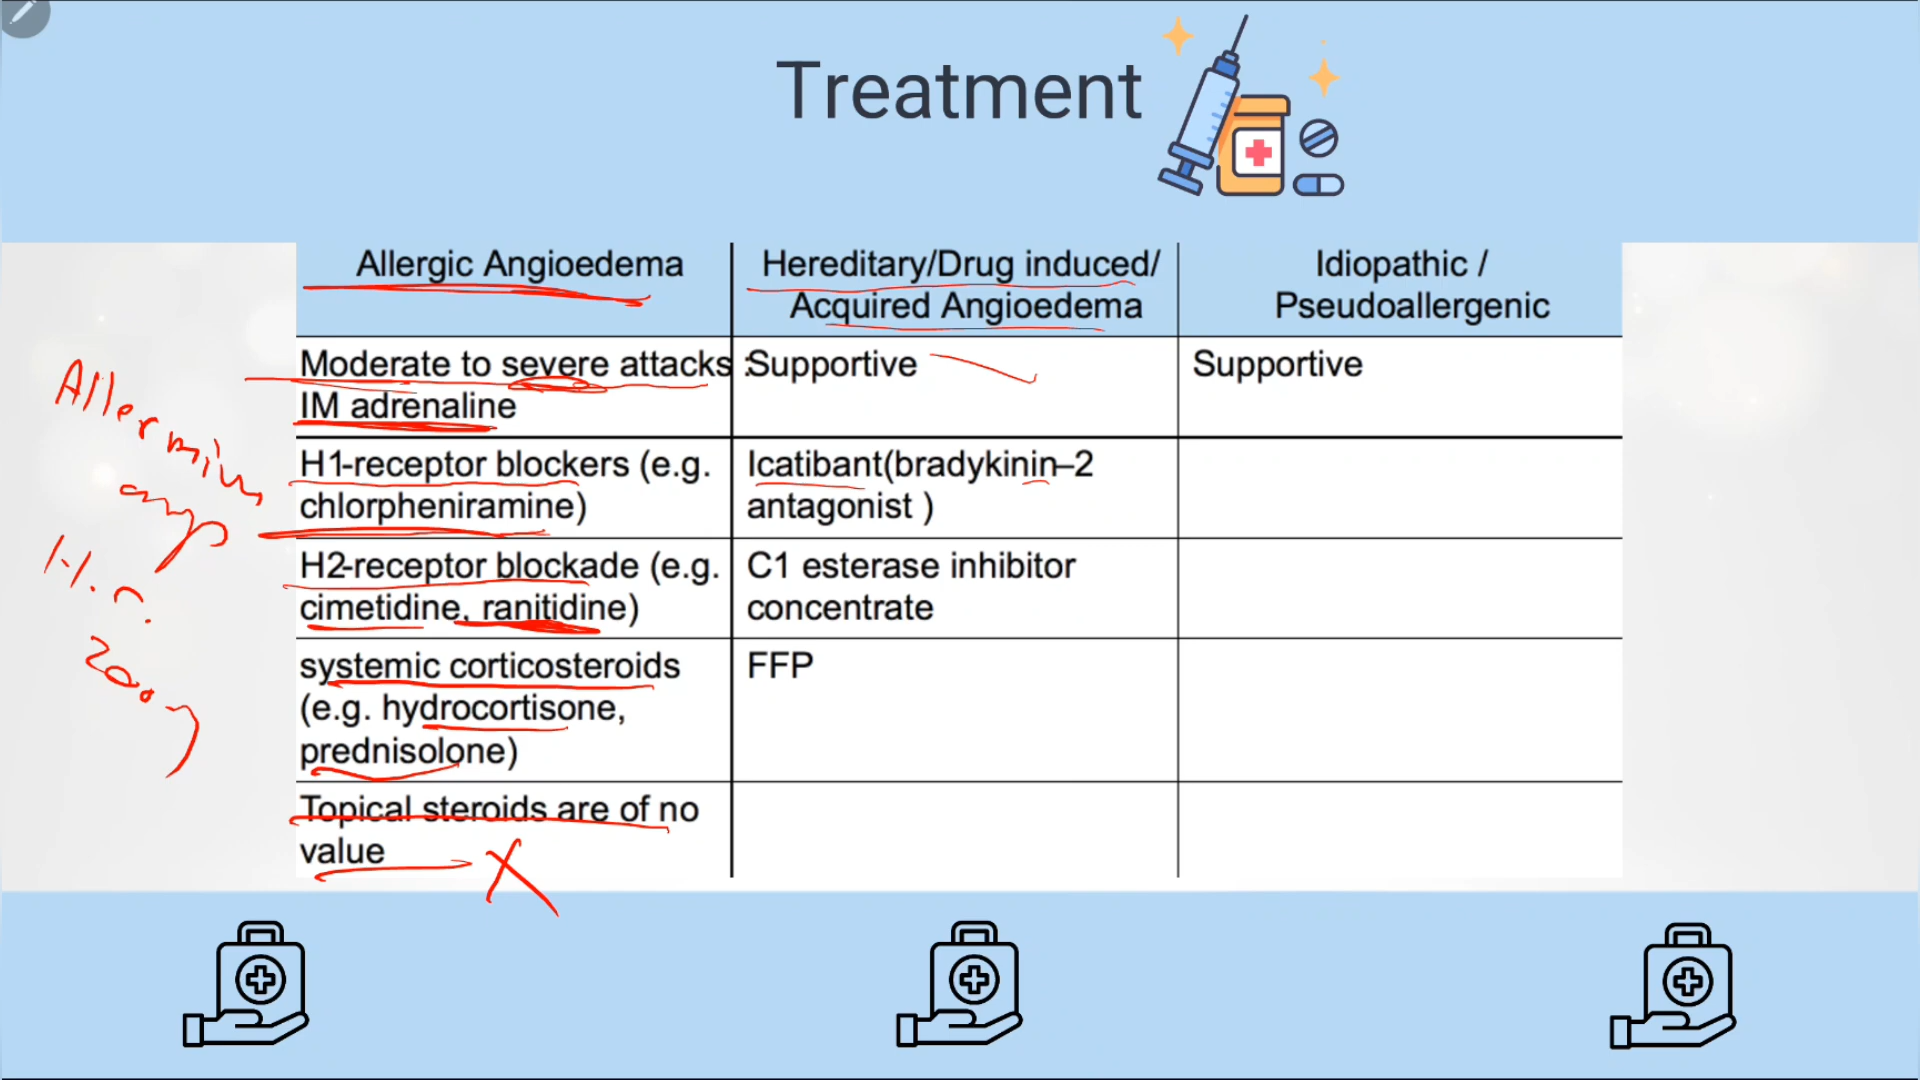 Treatment
Allergic Angioedema
Hereditary/Drug induced/
Acquired Angioedema
Idiopathic /
Pseudoallergenic
Moderate to severe attacks :
IM adrenaline
Supportive
Supportive
H1-receptor blockers (e.g.
chlorpheniramine)
Icatibant(bradykinin–2
antagonist )
H2-receptor blockade (e.g.
cimetidine, ranitidine)
C1 esterase inhibitor
concentrate
systemic corticosteroids
(e.g. hydrocortisone,
prednisolone)
FFP
Topical steroids are of no
value
Allermin
amp
200